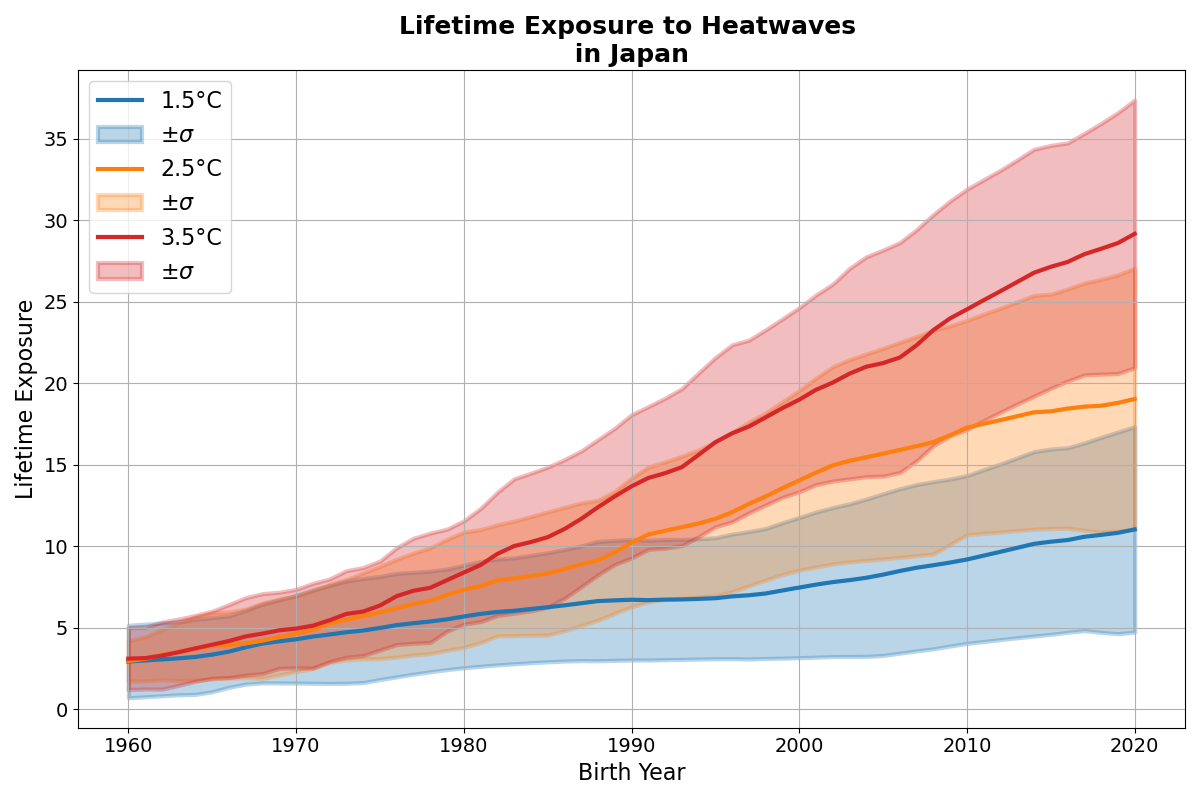 Lifetime Exposure to Heatwaves
in Japan
1.5°C
±σ
2.5°C
±σ
3.5°C
±σ
Lifetime Exposure
35
30
25
20
15
10
5
0
1960
1970
1980
1990
2000
2010
2020
Birth Year